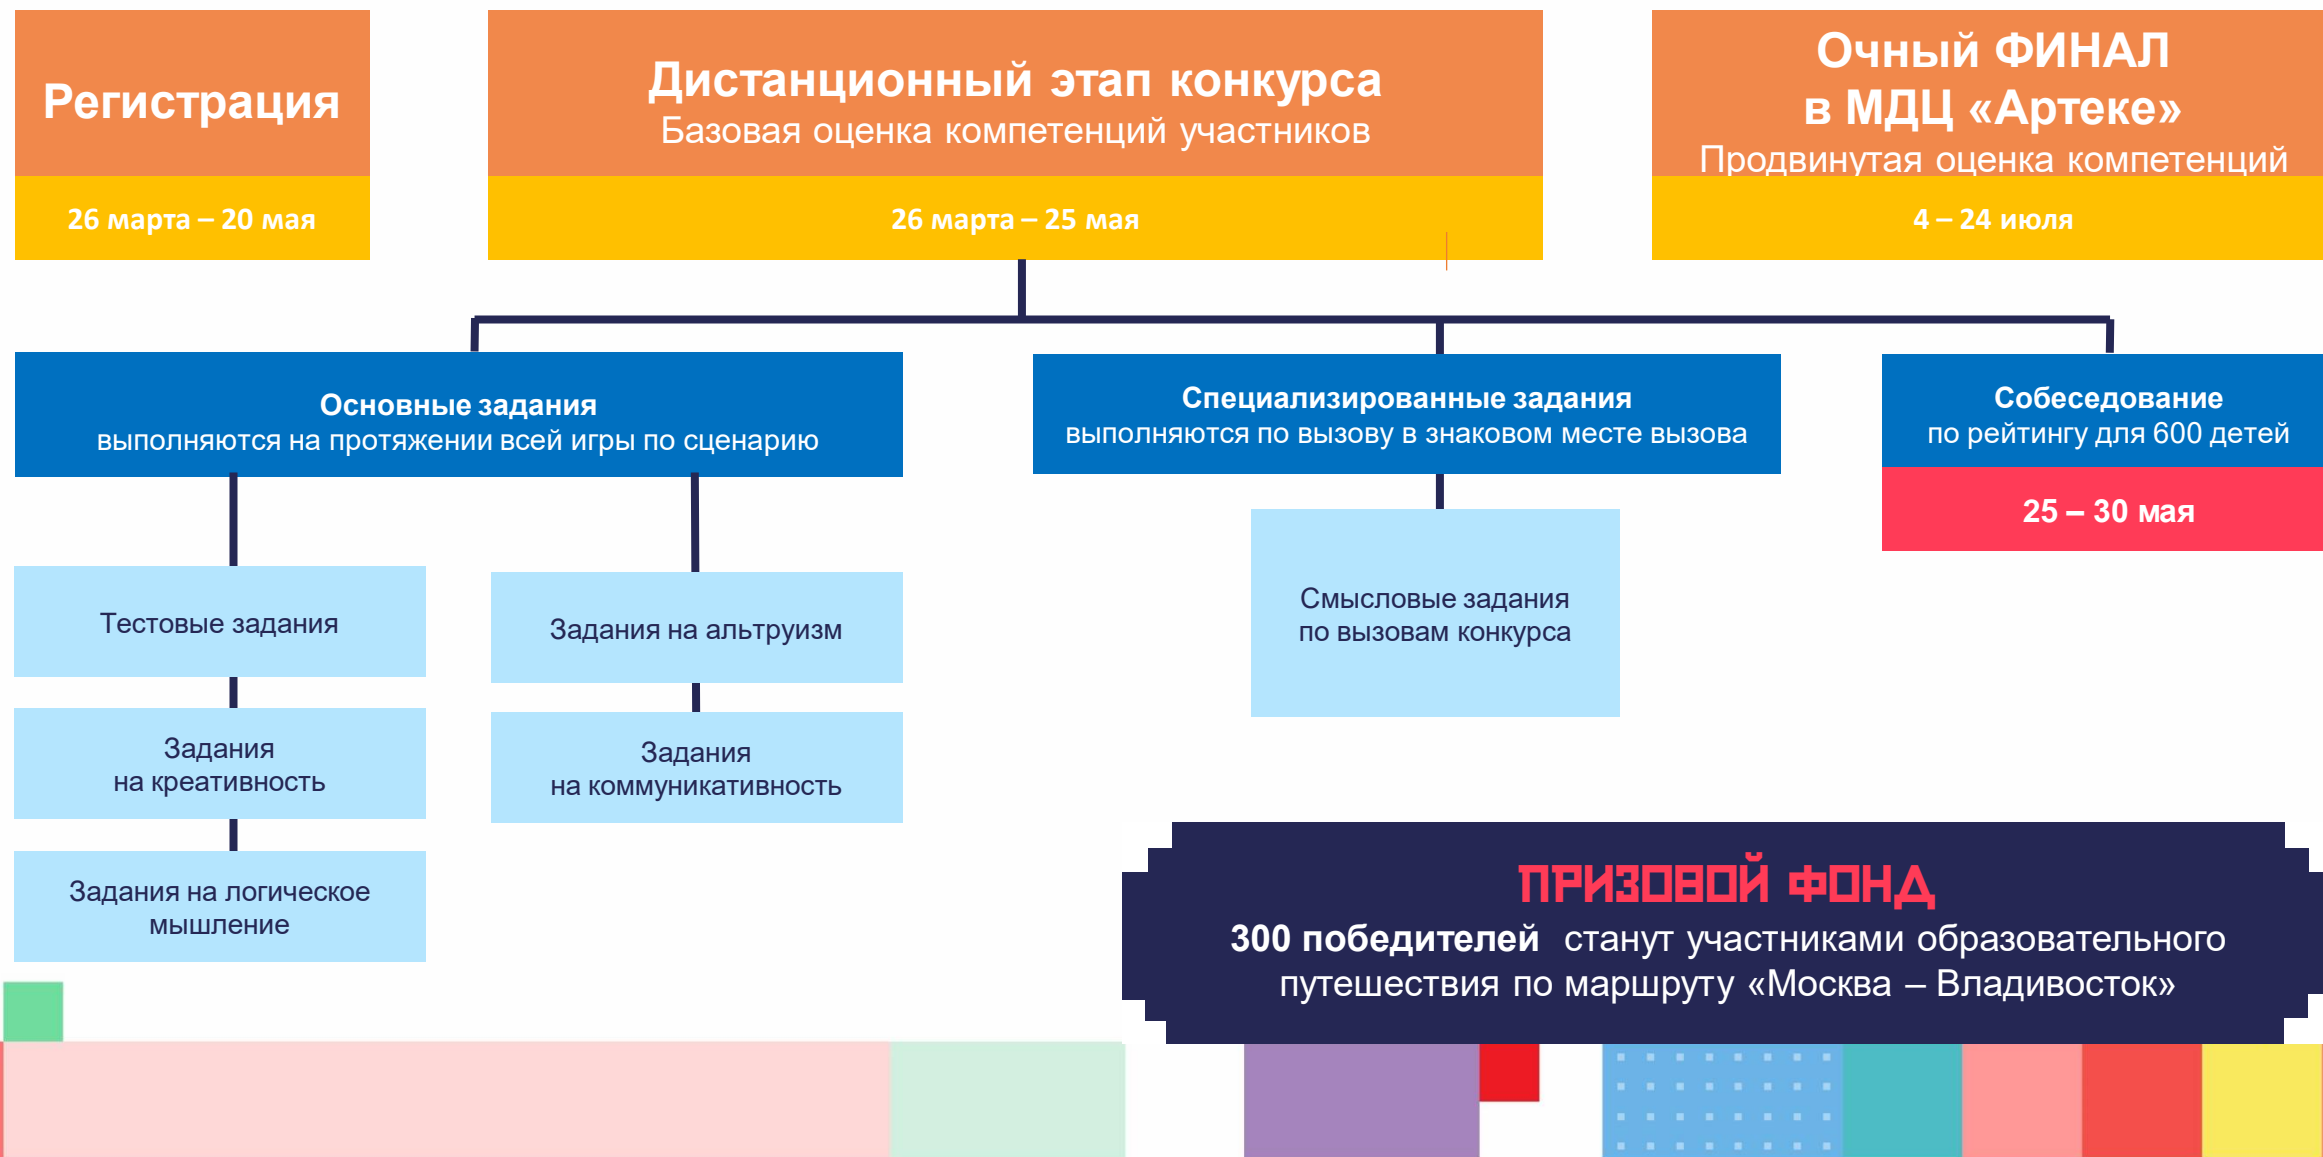 Регистрация
26 марта – 20 мая
Дистанционный этап конкурса
Базовая оценка компетенций участников
26 марта – 25 мая
Очный ФИНАЛ
в МДЦ «Артеке»
Продвинутая оценка компетенций
4 – 24 июля
Основные задания
выполняются на протяжении всей игры по сценарию
Специализированные задания
выполняются по вызову в знаковом месте вызова
Собеседование
по рейтингу для 600 детей
25 – 30 мая
Тестовые задания
Задания
на креативность
Задания на логическое
мышление
Задания на альтруизм
Задания
на коммуникативность
Смысловые задания
по вызовам конкурса
ПРИЗОВОЙ ФОНД
300 победителей станут участниками образовательного
путешествия по маршруту «Москва – Владивосток»